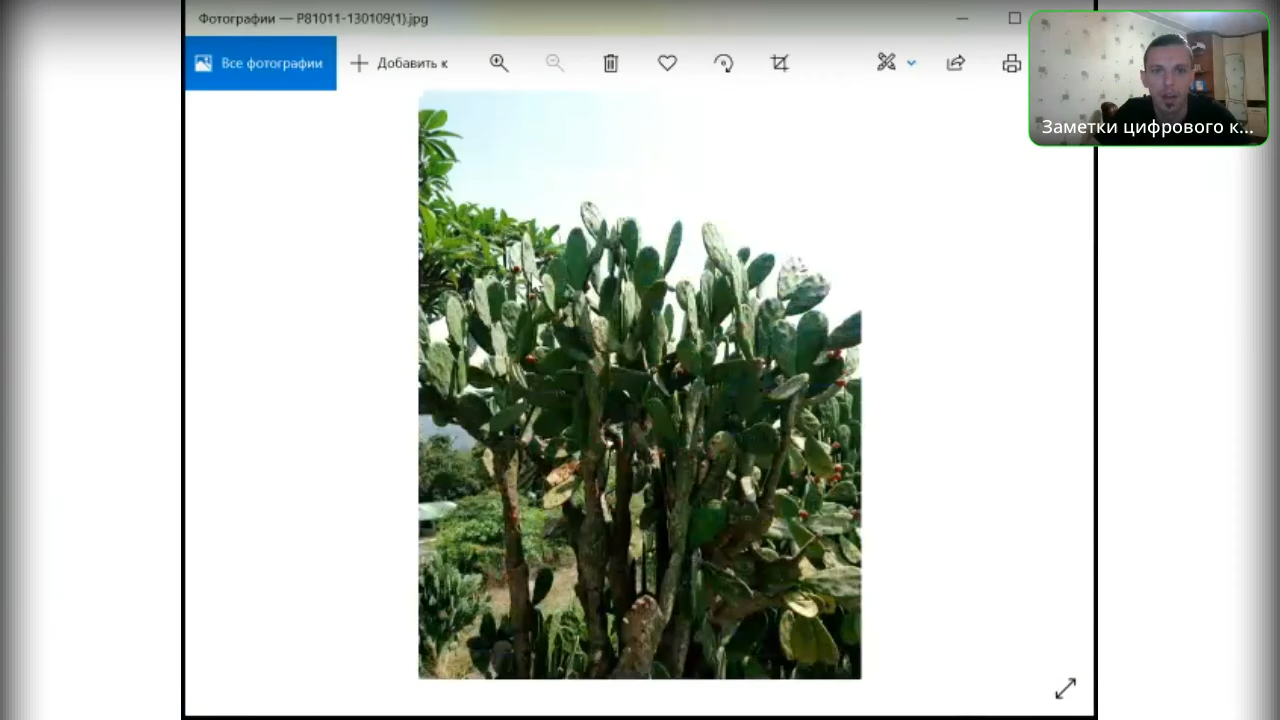 Фотографии — P81011-130109(1).jpg
Все фотографии
Добавить к
Заметки цифрового к...